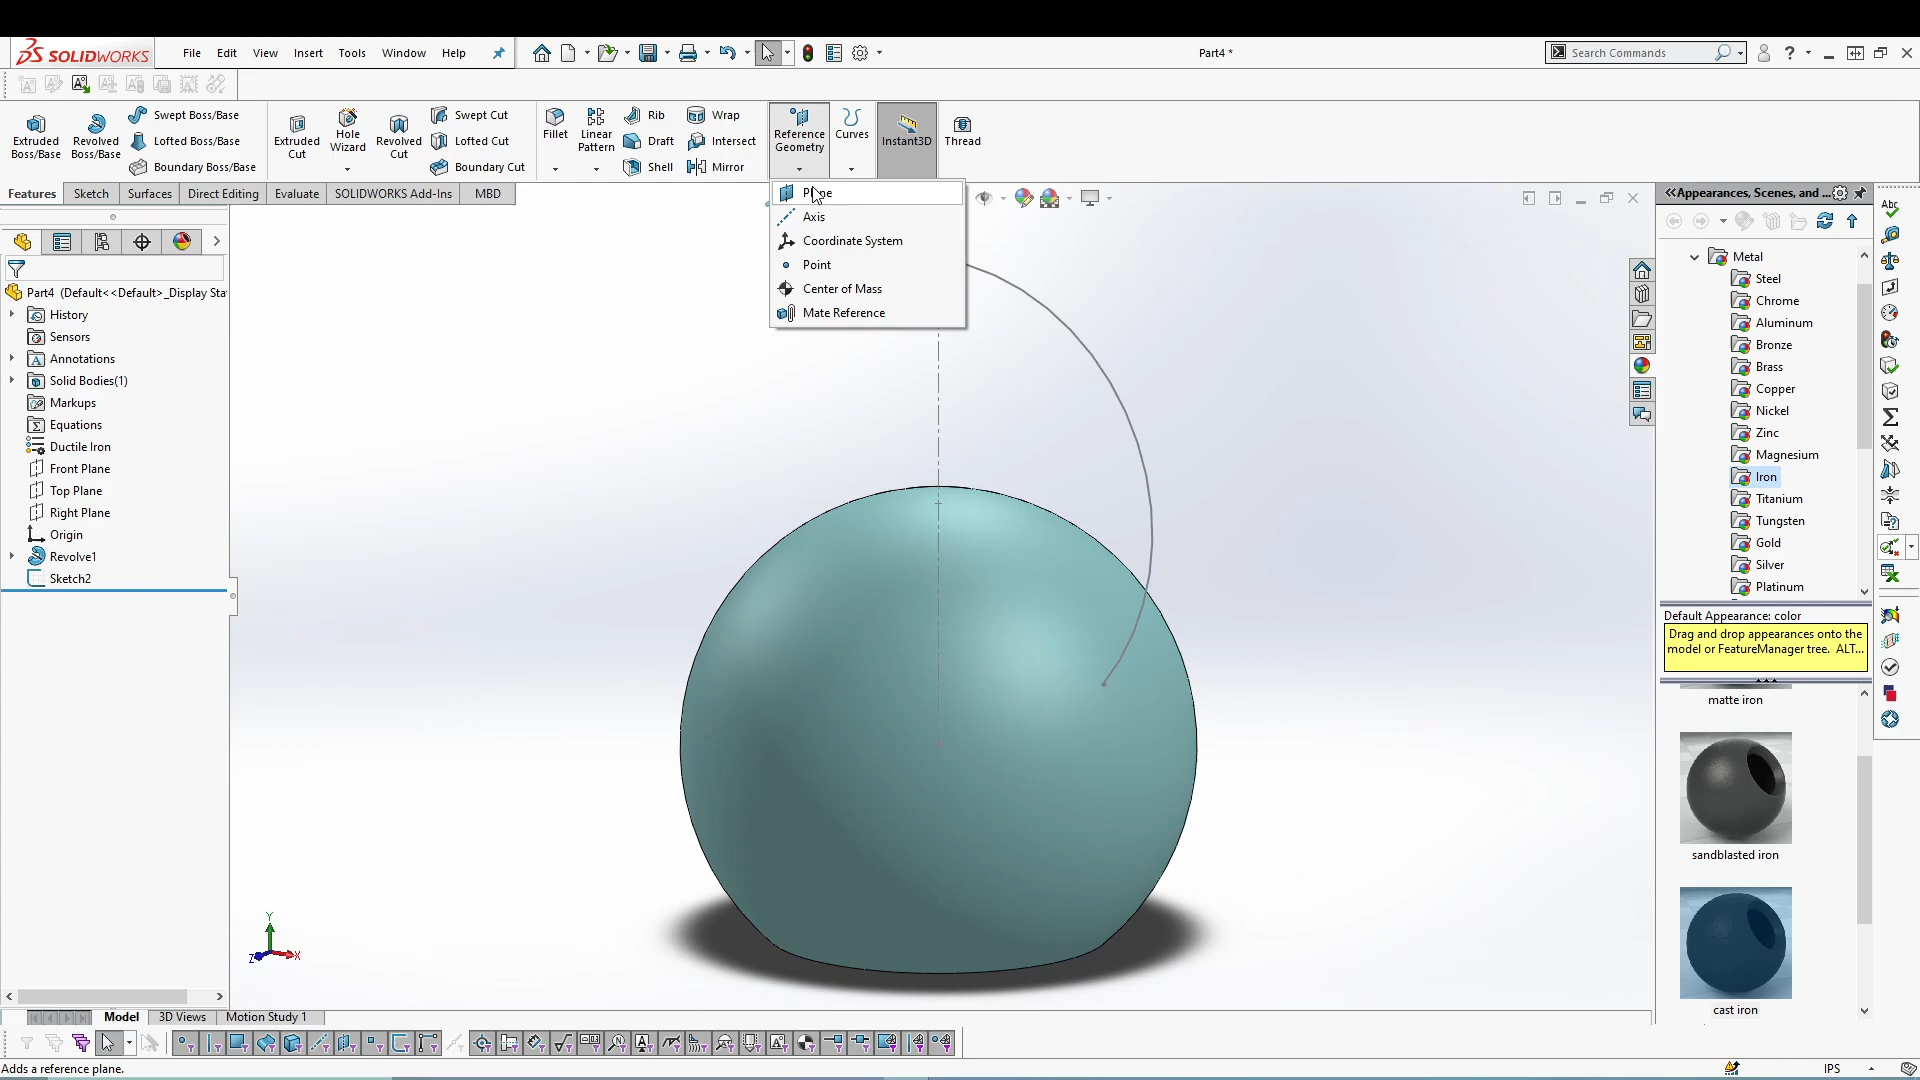 SOLIDWORKS
File Edit View Insert Tools Window Help
Part4 *
Search Commands
Extruded Boss/Base
Revolved Boss/Base
Swept Boss/Base
Lofted Boss/Base
Boundary Boss/Base
Extruded Cut
Hole Wizard
Revolved Cut
Swept Cut
Lofted Cut
Boundary Cut
Fillet
Linear Pattern
Rib
Draft
Shell
Wrap
Intersect
Mirror
Reference Geometry
Curves
Instant3D
Thread
Features Sketch Surfaces Direct Editing Evaluate SOLIDWORKS Add-Ins MBD
Plane
Axis
Coordinate System
Point
Center of Mass
Mate Reference
Part4 (Default<<Default>_Display Sta
History
Sensors
Annotations
Solid Bodies(1)
Markups
Equations
Ductile Iron
Front Plane
Top Plane
Right Plane
Origin
Revolve1
Sketch2
Y
Z
X
Appearances, Scenes, and ...
Metal
Steel
Chrome
Aluminum
Bronze
Brass
Copper
Nickel
Zinc
Magnesium
Iron
Titanium
Tungsten
Gold
Silver
Platinum
Default Appearance: color
Drag and drop appearances onto the
model or FeatureManager tree. ALT...
matte iron
sandblasted iron
cast iron
Model 3D Views Motion Study 1
Adds a reference plane.
IPS